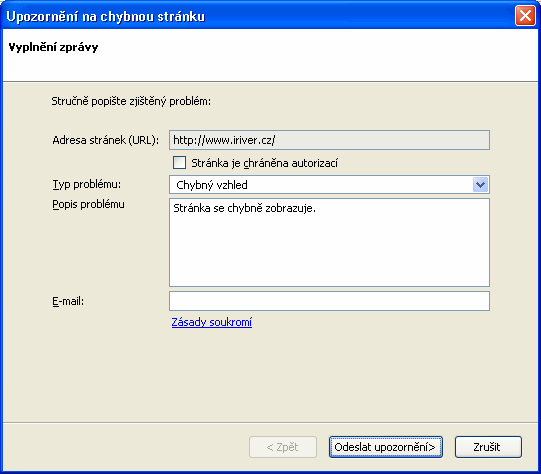 Upozornění na chybnou stránku
Vyplnění zprávy
Stručně popište zjištěný problém:
Adresa stránek (URL): http://www.iriver.cz/
Stránka je chráněna autorizací
Typ problému: Chybný vzhled
Popis problému Stránka se chybně zobrazuje.
E-mail:
Zásady soukromí
< Zpět Odeslat upozornění> Zrušit